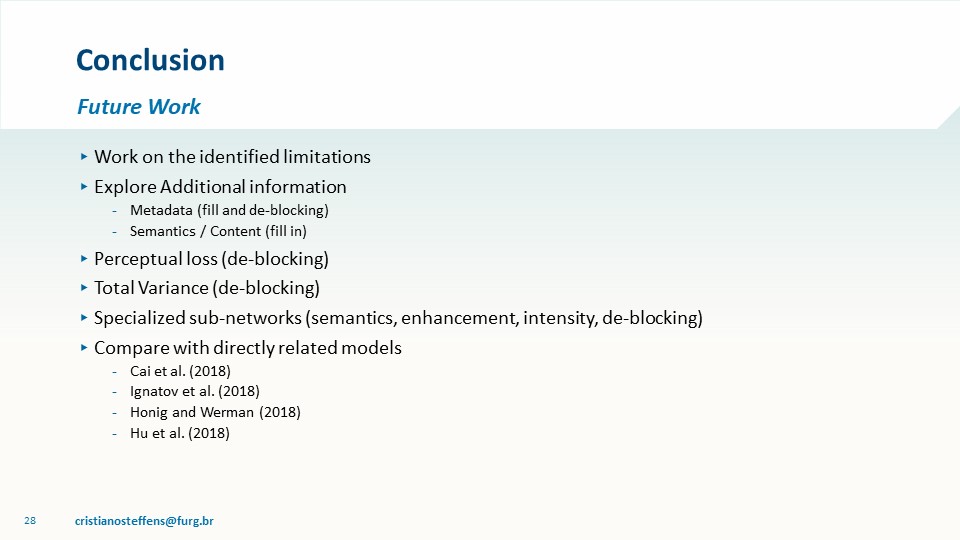 Conclusion
Future Work
▸ Work on the identified limitations
▸ Explore Additional information
- Metadata (fill and de-blocking)
- Semantics / Content (fill in)
▸ Perceptual loss (de-blocking)
▸ Total Variance (de-blocking)
▸ Specialized sub-networks (semantics, enhancement, intensity, de-blocking)
▸ Compare with directly related models
- Cai et al. (2018)
- Ignatov et al. (2018)
- Honig and Werman (2018)
- Hu et al. (2018)
28 cristianosteffens@furg.br